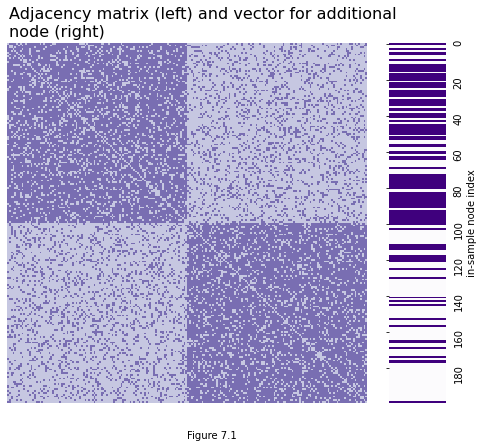 Adjacency matrix (left) and vector for additional
node (right)
0
20
40
60
80
100
120
140
160
180
in-sample node index
Figure 7.1